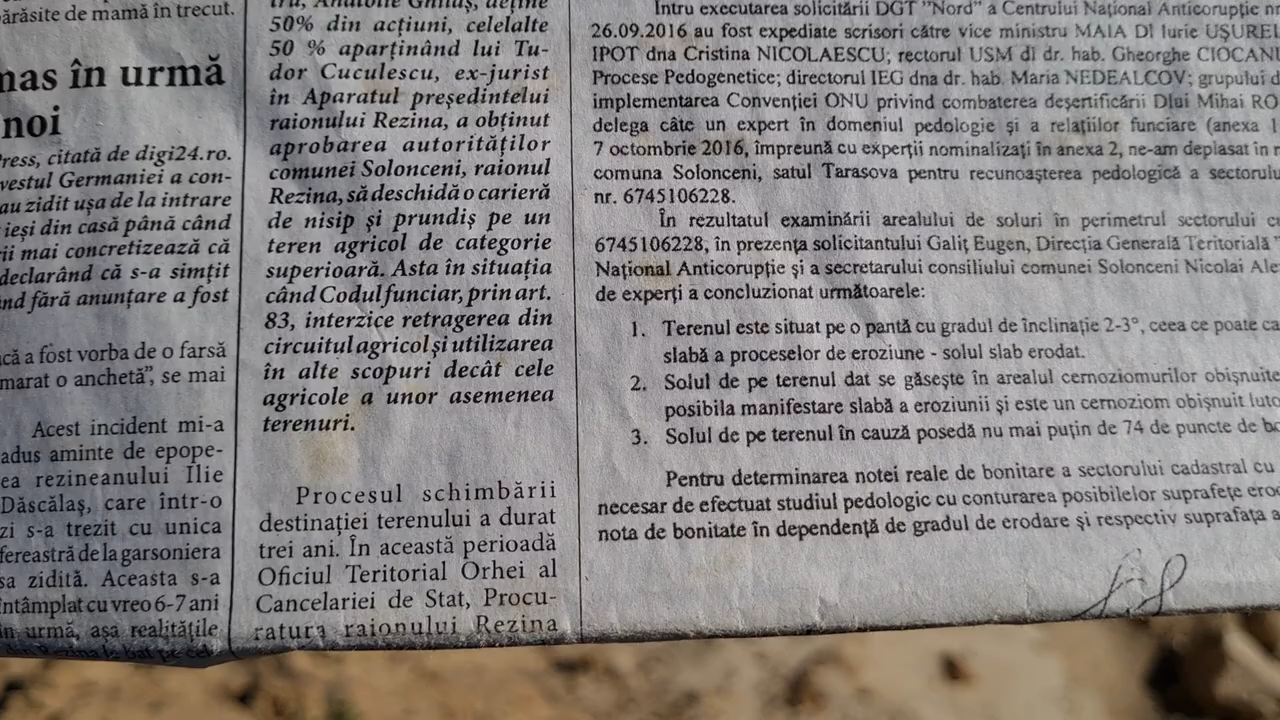 părăsite de mamă în trecut.
mas în urmă
noi
Press, citată de digi24.ro.
vestul Germaniei a con-
au zidit ușa de la intrare
ieși din casă până când
rii mai concretizează că
declarând că s-a simțit
nd fără anunțare a fost
că a fost vorba de o farsă
marat o anchetă”, se mai
Acest incident mi-a
adus aminte de epope-
ea rezineanului Ilie
Dăscălaș, care într-o
zi s-a trezit cu unica
fereastră de la garsoniera
sa zidită. Aceasta s-a
întâmplat cu vreo 6-7 ani
în urmă, așa realitățile
50% din acțiuni, celelalte
50 % aparținând lui Tu-
dor Cuculescu, ex-jurist
în Aparatul președintelui
raionului Rezina, a obținut
aprobarea autorităților
comunei Solonceni, raionul
Rezina, să deschidă o carieră
de nisip și prundiș pe un
teren agricol de categorie
superioară. Asta în situația
când Codul funciar, prin art.
83, interzice retragerea din
circuitul agricol și utilizarea
în alte scopuri decât cele
agricole a unor asemenea
terenuri.
Procesul schimbării
destinației terenului a durat
trei ani. În această perioadă
Oficiul Teritorial Orhei al
Cancelariei de Stat, Procu-
ratura raionului Rezina
Întru executarea solicitării DGT "Nord" a Centrului Național Anticorupție nr
26.09.2016 au fost expediate scrisori către vice ministru MAIA Dl Iurie UȘUREL
IPOT dna Cristina NICOLAESCU; rectorul USM dl dr. hab. Gheorghe CIOCANU
Procese Pedogenetice; directorul IEG dna dr. hab. Maria NEDEALCOV; grupului d
implementarea Convenției ONU privind combaterea deșertificării Dlui Mihai RO
delega câte un expert în domeniul pedologie și a relațiilor funciare (anexa 1
7 octombrie 2016, împreună cu experții nominalizați în anexa 2, ne-am deplasat în r
comuna Solonceni, satul Tarasova pentru recunoașterea pedologică a sectorulu
nr. 6745106228.
În rezultatul examinării arealului de soluri în perimetrul sectorului ca
6745106228, în prezența solicitantului Galiț Eugen, Direcția Generală Teritorială
Național Anticorupție și a secretarului consiliului comunei Solonceni Nicolai Ale
de experți a concluzionat următoarele:
1. Terenul este situat pe o pantă cu gradul de înclinație 2-3°, ceea ce poate ca
slabă a proceselor de eroziune - solul slab erodat.
2. Solul de pe terenul dat se găsește în arealul cernoziomurilor obișnuite
posibila manifestare slabă a eroziunii și este un cernoziom obișnuit luto
3. Solul de pe terenul în cauză posedă nu mai puțin de 74 de puncte de bo
Pentru determinarea notei reale de bonitare a sectorului cadastral cu
necesar de efectuat studiul pedologic cu conturarea posibilelor suprafețe ero
nota de bonitate în dependență de gradul de erodare și respectiv suprafața a